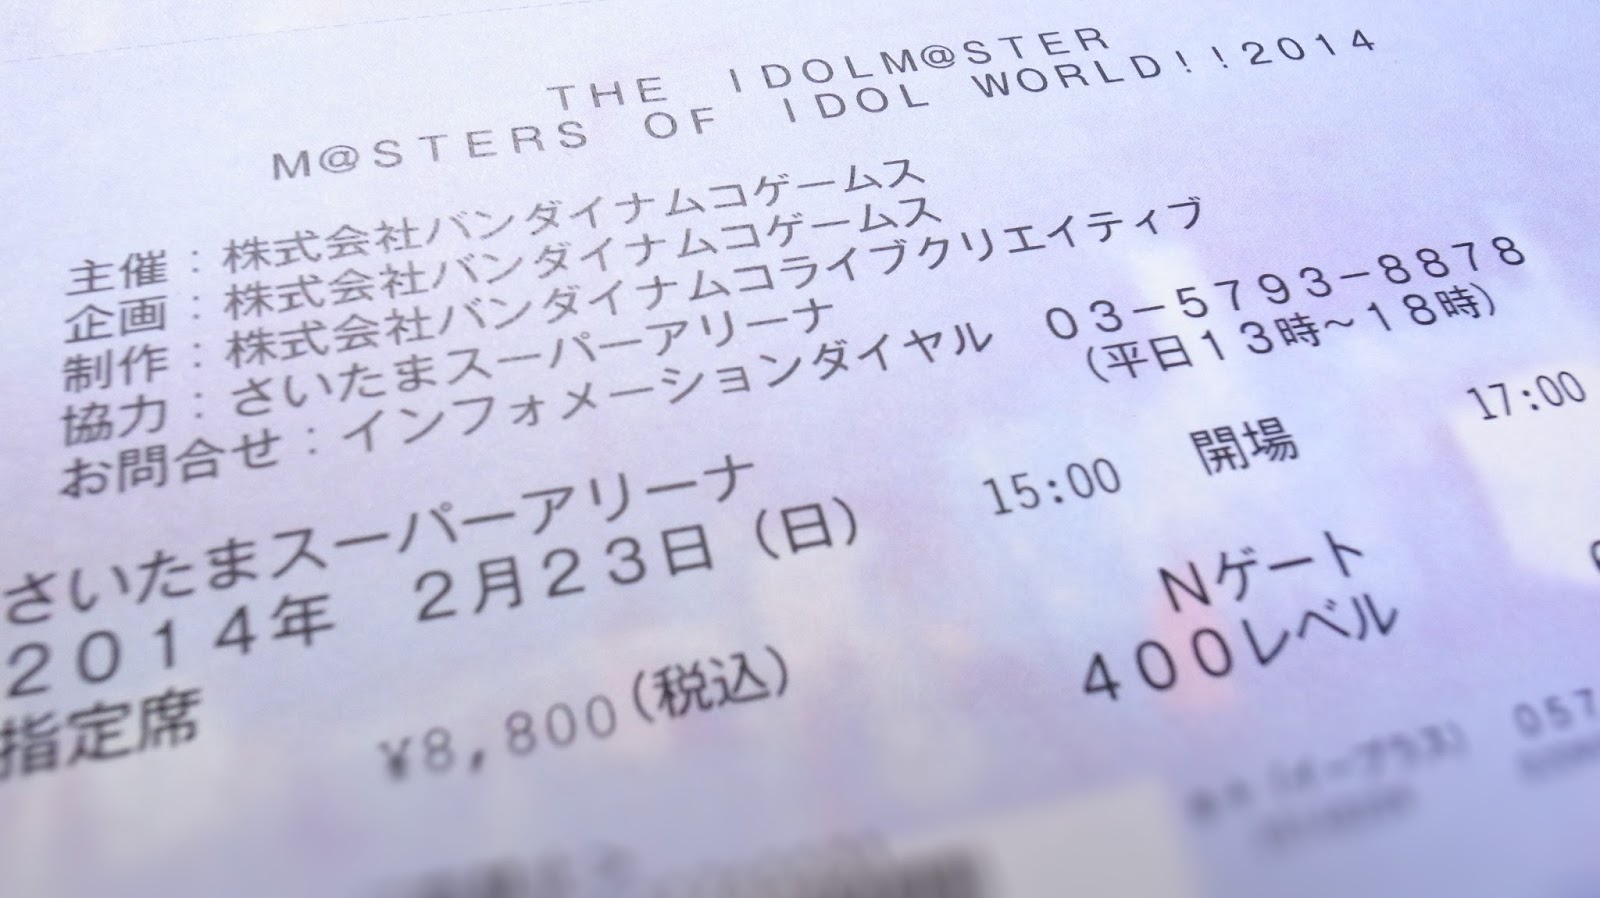 ＴＨＥ　ＩＤＯＬＭ＠ＳＴＥＲ
Ｍ＠ＳＴＥＲＳ　ＯＦ　ＩＤＯＬ　ＷＯＲＬＤ！！２０１４
主催：株式会社バンダイナムコゲームス
企画：株式会社バンダイナムコゲームス
制作：株式会社バンダイナムコライブクリエイティブ
協力：さいたまスーパーアリーナ
お問合せ：インフォメーションダイヤル　０３－５７９３－８８７８
（平日１３時～１８時）
さいたまスーパーアリーナ
２０１４年　２月２３日（日）　15:00　開場　17:00
指定席　¥8,800(税込)　Ｎゲート
４００レベル
(イープラス)　057